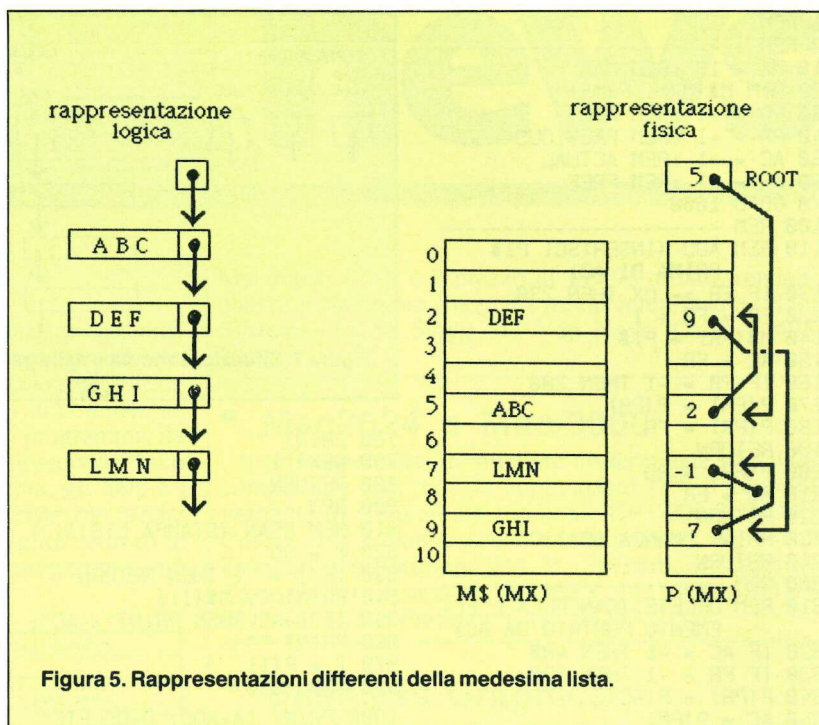 rappresentazione
logica
ABC
DEF
GHI
LMN
rappresentazione
fisica
5 ROOT
0
1
2 DEF 9
3
4
5 ABC 2
6
7 LMN -1
8
9 GHI 7
10
M$ (MX) P (MX)
Figura 5. Rappresentazioni differenti della medesima lista.